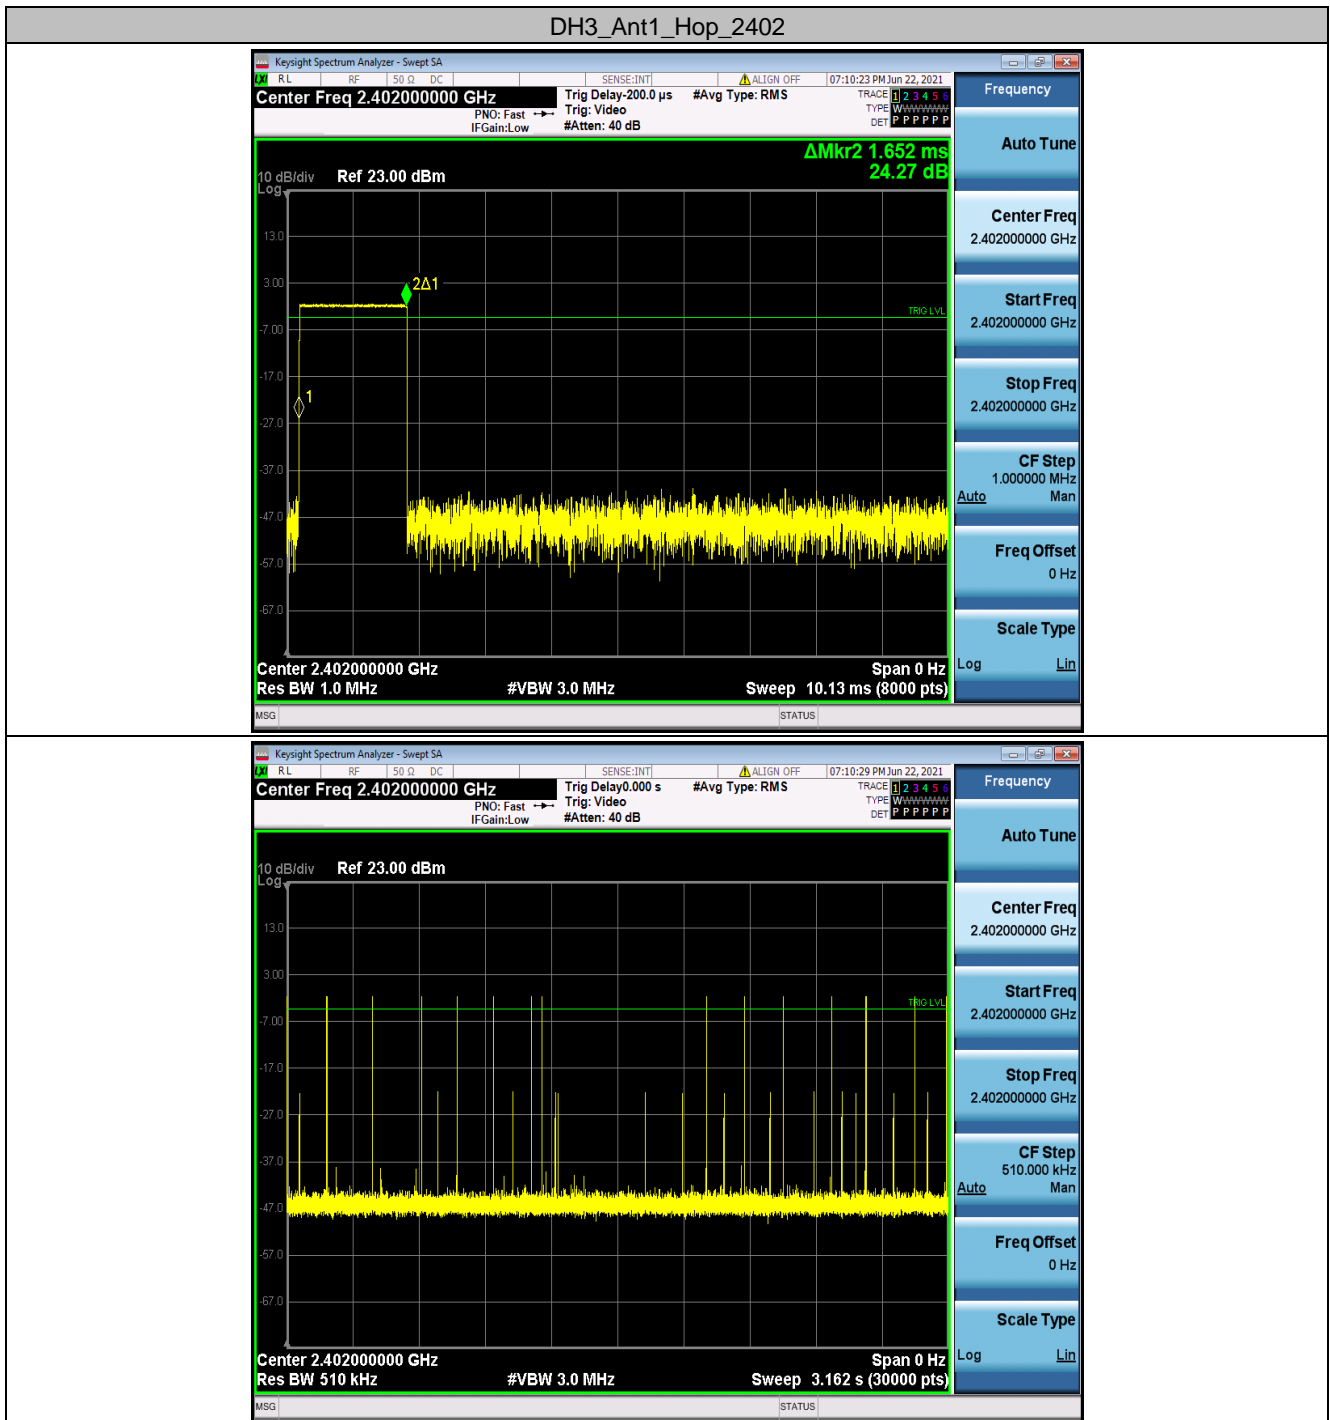 DH3_Ant1_Hop_2402
Keysight Spectrum Analyzer - Swept SA
LXI RL RF 50 Ω DC SENSE:INT ALIGN OFF 07:10:23 PM Jun 22, 2021
Center Freq 2.402000000 GHz
PNO: Fast
IFGain:Low
Trig Delay-200.0 µs
Trig: Video
#Atten: 40 dB
#Avg Type: RMS
TRACE 1 2 3 4 5 6
TYPE WWWWWW
DET P P P P P P
ΔMkr2 1.652 ms
24.27 dB
10 dB/div
Log
Ref 23.00 dBm
13.0
3.00
-7.00
-17.0
-27.0
-37.0
-47.0
-57.0
-67.0
2Δ1
1
TRIG LVL
Center 2.402000000 GHz
Span 0 Hz
Res BW 1.0 MHz
#VBW 3.0 MHz
Sweep 10.13 ms (8000 pts)
MSG
STATUS
Frequency
Auto Tune
Center Freq
2.402000000 GHz
Start Freq
2.402000000 GHz
Stop Freq
2.402000000 GHz
CF Step
1.000000 MHz
Auto Man
Freq Offset
0 Hz
Scale Type
Log Lin
Keysight Spectrum Analyzer - Swept SA
LXI RL RF 50 Ω DC SENSE:INT ALIGN OFF 07:10:29 PM Jun 22, 2021
Center Freq 2.402000000 GHz
PNO: Fast
IFGain:Low
Trig Delay0.000 s
Trig: Video
#Atten: 40 dB
#Avg Type: RMS
TRACE 1 2 3 4 5 6
TYPE WWWWWW
DET P P P P P P
10 dB/div
Log
Ref 23.00 dBm
13.0
3.00
-7.00
-17.0
-27.0
-37.0
-47.0
-57.0
-67.0
TRIG LVL
Center 2.402000000 GHz
Span 0 Hz
Res BW 510 kHz
#VBW 3.0 MHz
Sweep 3.162 s (30000 pts)
MSG
STATUS
Frequency
Auto Tune
Center Freq
2.402000000 GHz
Start Freq
2.402000000 GHz
Stop Freq
2.402000000 GHz
CF Step
510.000 kHz
Auto Man
Freq Offset
0 Hz
Scale Type
Log Lin